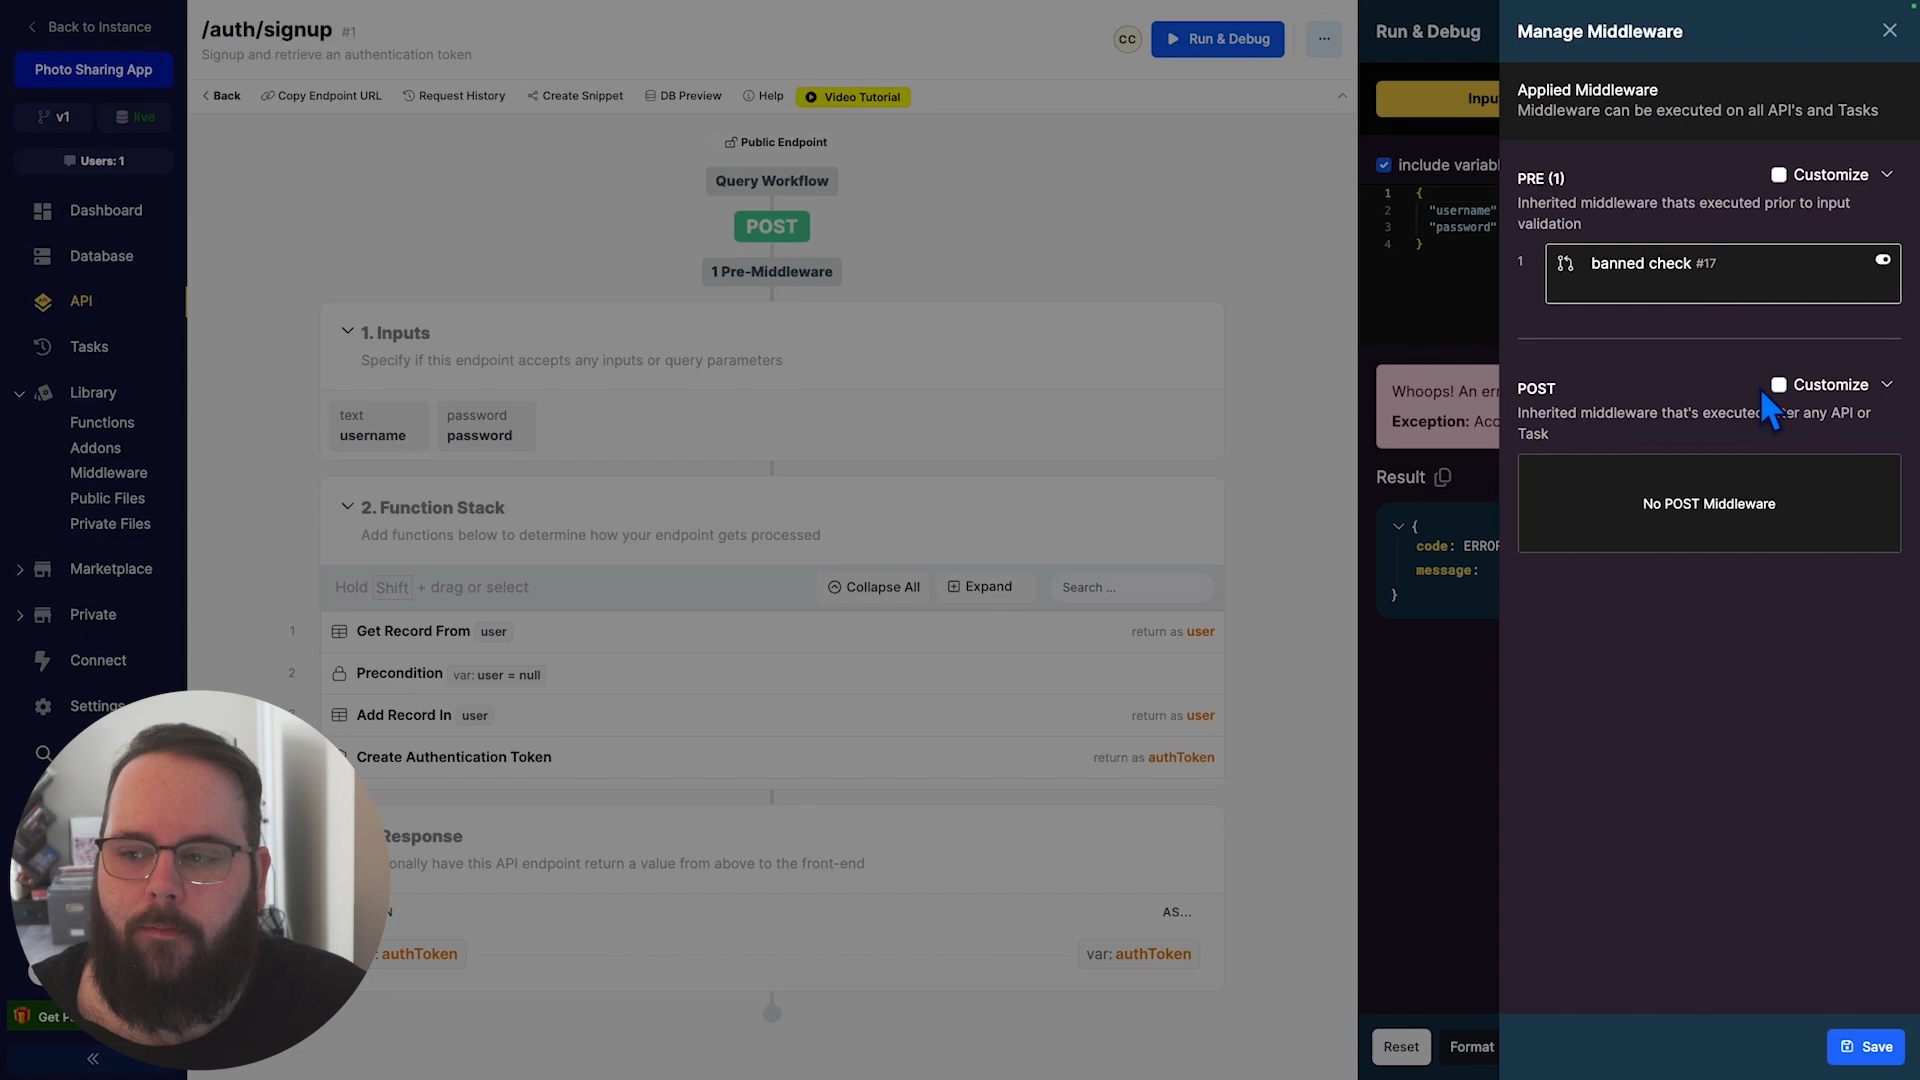 Back to Instance
Photo Sharing App
v1
live
Users: 1
Dashboard
Database
API
Tasks
Library
Functions
Addons
Middleware
Public Files
Private Files
Marketplace
Private
Connect
Settings
Get
/auth/signup #1
Signup and retrieve an authentication token
CC
Run & Debug
...
Back
Copy Endpoint URL
Request History
Create Snippet
DB Preview
Help
Video Tutorial
Public Endpoint
Query Workflow
POST
1 Pre-Middleware
1. Inputs
Specify if this endpoint accepts any inputs or query parameters
text
username
password
password
2. Function Stack
Add functions below to determine how your endpoint gets processed
Hold Shift + drag or select
Collapse All
Expand
Search ...
1 Get Record From user return as user
2 Precondition var: user = null
Add Record In user return as user
Create Authentication Token return as authToken
Response
have this API endpoint return a value from above to the front-end
AS...
authToken
var: authToken
Run & Debug
include
1 {
2 "username"
3 "password"
4 }
Whoops! An
Exception:
Result
{
code:
message:
}
Reset
Format
Manage Middleware
Applied Middleware
Middleware can be executed on all API's and Tasks
PRE (1)
Customize
Inherited middleware thats executed prior to input
validation
1 banned check #17
POST
Customize
Inherited middleware that's executed any API or
Task
No POST Middleware
Save